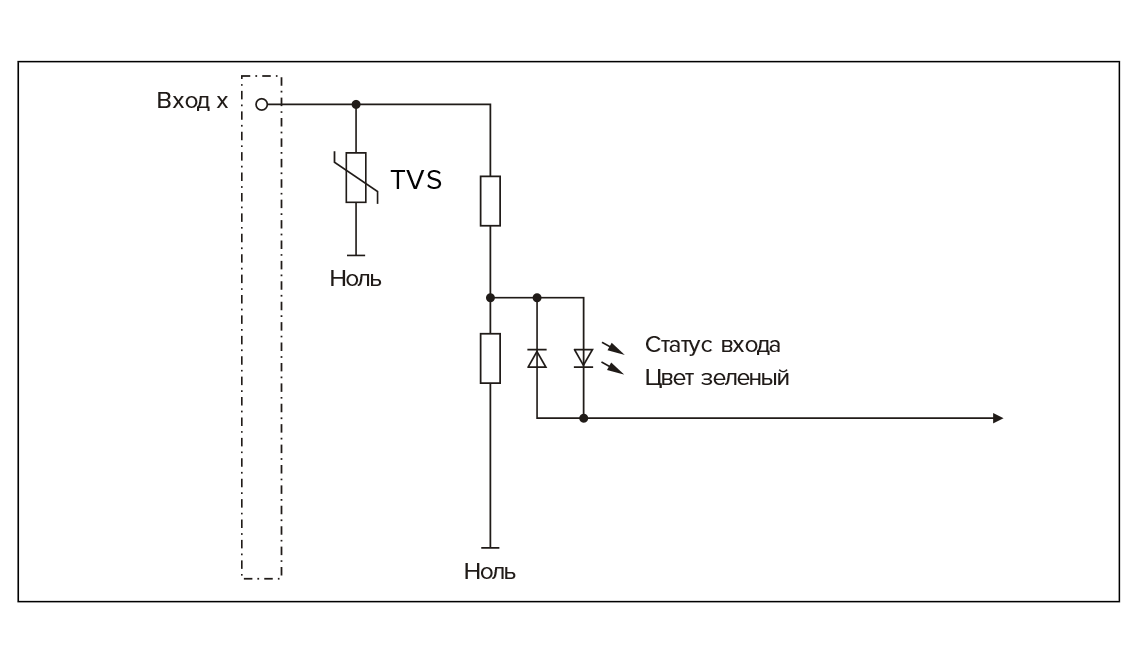 Вход x
TVS
Ноль
Статус входа
Цвет зеленый
Ноль